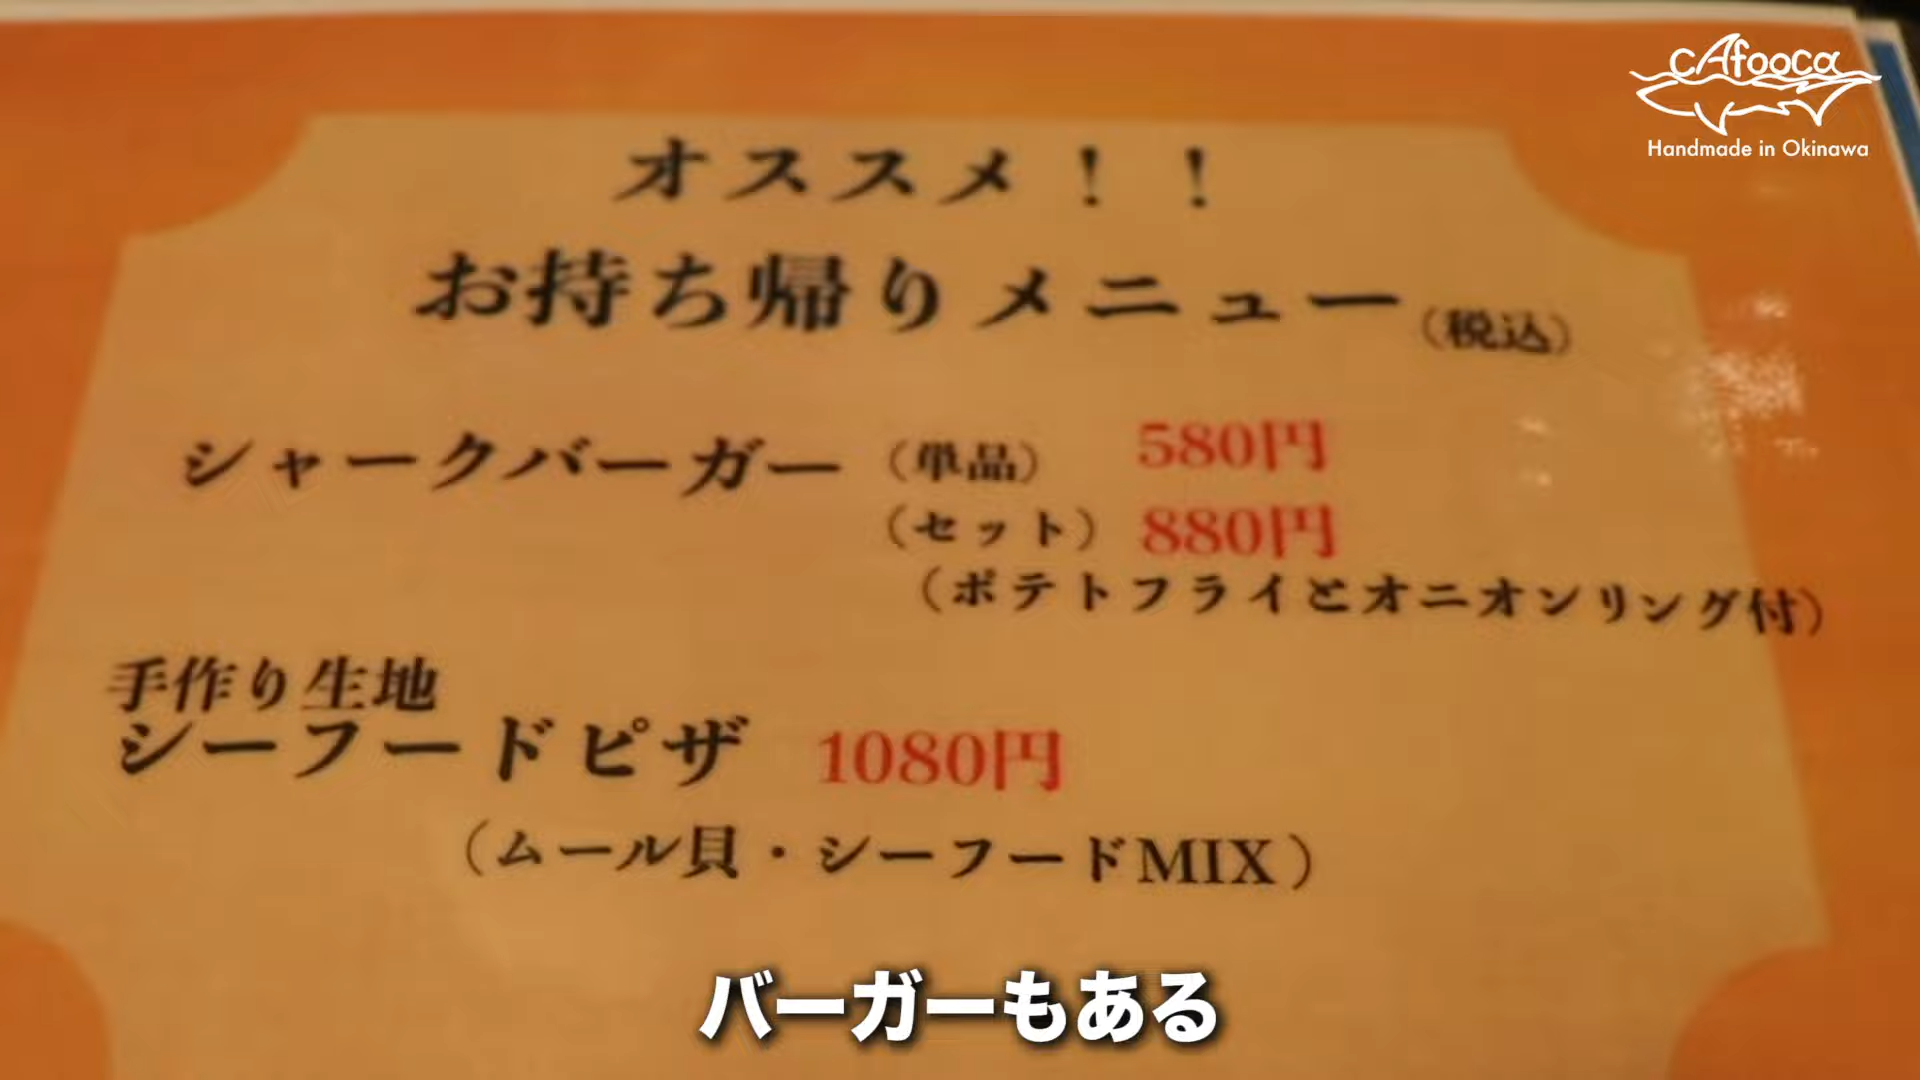 cAfooca
Handmade in Okinawa
オススメ！！
お持ち帰りメニュー（税込）
シャークバーガー（単品） 580円
（セット） 880円
（ポテトフライとオニオンリング付）
手作り生地
シーフードピザ 1080円
（ムール貝・シーフードMIX）
バーガーもある